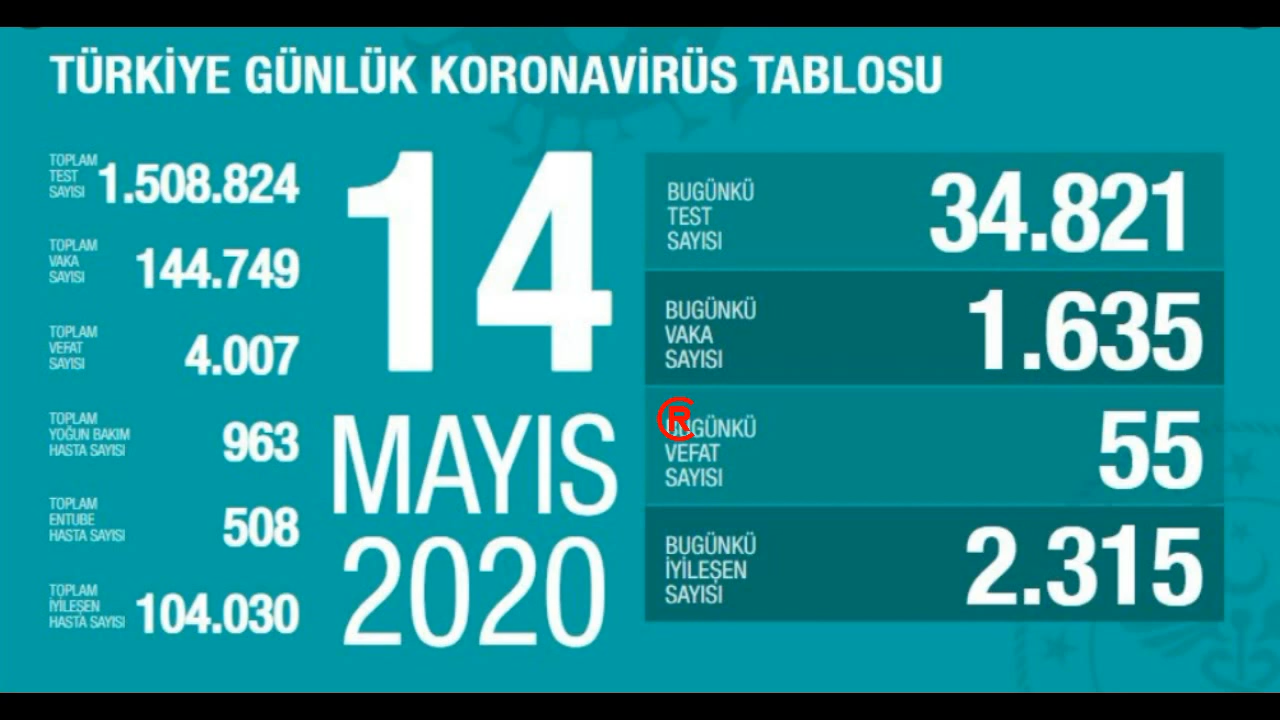 TÜRKİYE GÜNLÜK KORONAVİRÜS TABLOSU
TOPLAM
TEST
SAYISI
1.508.824
TOPLAM
VAKA
SAYISI
144.749
TOPLAM
VEFAT
SAYISI
4.007
TOPLAM
YOĞUN BAKIM
HASTA SAYISI
963
TOPLAM
ENTUBE
HASTA SAYISI
508
TOPLAM
İYİLEŞEN
HASTA SAYISI
104.030
14
MAYIS
2020
BUGÜNKÜ
TEST
SAYISI
34.821
BUGÜNKÜ
VAKA
SAYISI
1.635
R
BUGÜNKÜ
VEFAT
SAYISI
55
BUGÜNKÜ
İYİLEŞEN
SAYISI
2.315